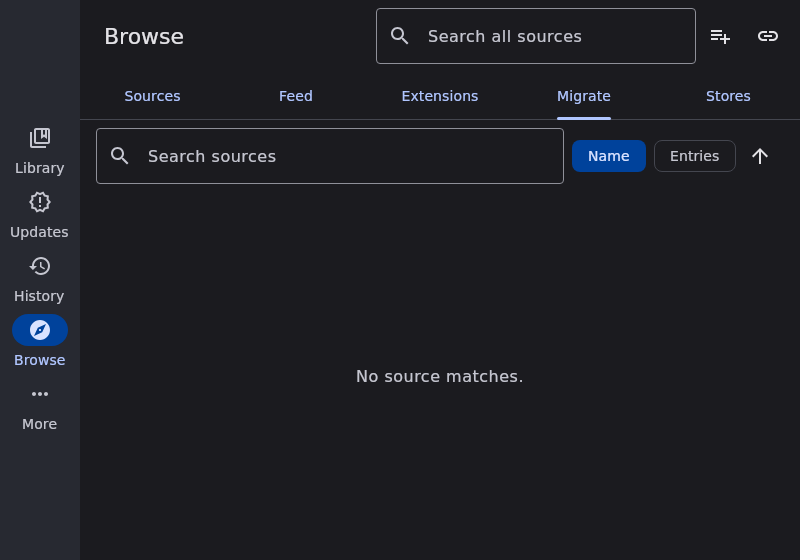 Browse
Search all sources
Sources
Feed
Extensions
Migrate
Stores
Search sources
Name
Entries
Library
Updates
History
Browse
More
No source matches.